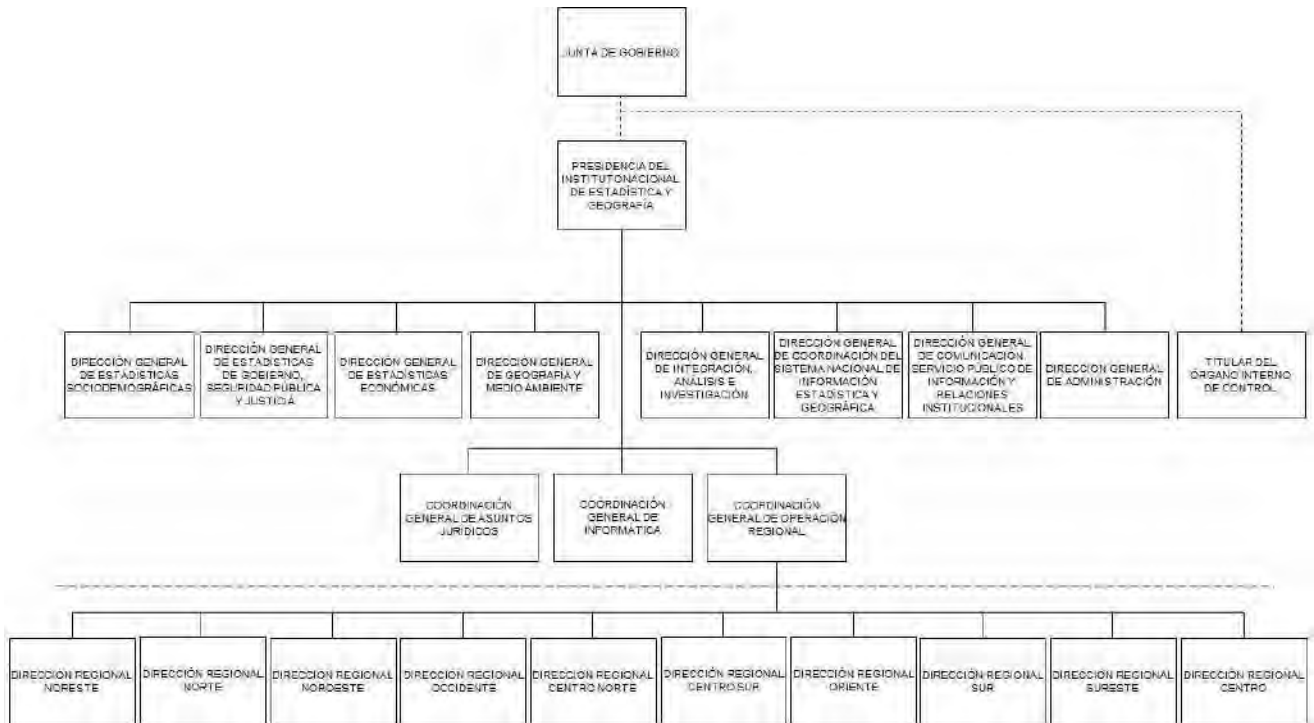 JUNTA DE GOBIERNO
PRESIDENCIA DEL
INSTITUTO NACIONAL
DE ESTADÍSTICA Y
GEOGRAFÍA
DIRECCIÓN GENERAL
DE ESTADÍSTICAS
SOCIODEMOGRÁFICAS
DIRECCIÓN GENERAL
DE ESTADÍSTICAS
DE GOBIERNO,
SEGURIDAD PÚBLICA
Y JUSTICIA
DIRECCIÓN GENERAL
DE ESTADÍSTICAS
ECONÓMICAS
DIRECCIÓN GENERAL
DE GEOGRAFÍA Y
MEDIO AMBIENTE
DIRECCIÓN GENERAL
DE INTEGRACIÓN,
ANÁLISIS E
INVESTIGACIÓN
DIRECCIÓN GENERAL
DE COORDINACIÓN DEL
SISTEMA NACIONAL DE
INFORMACIÓN
ESTADÍSTICA Y
GEOGRÁFICA
DIRECCIÓN GENERAL
DE COMUNICACIÓN,
SERVICIO PÚBLICO DE
INFORMACIÓN Y
RELACIONES
INSTITUCIONALES
DIRECCIÓN GENERAL
DE ADMINISTRACIÓN
TITULAR DEL
ÓRGANO INTERNO
DE CONTROL
COORDINACIÓN
GENERAL DE ASUNTOS
JURÍDICOS
COORDINACIÓN
GENERAL DE
INFORMÁTICA
COORDINACIÓN
GENERAL DE OPERACIÓN
REGIONAL
DIRECCIÓN REGIONAL
NORESTE
DIRECCIÓN REGIONAL
NORTE
DIRECCIÓN REGIONAL
NOROESTE
DIRECCIÓN REGIONAL
OCCIDENTE
DIRECCIÓN REGIONAL
CENTRO NORTE
DIRECCIÓN REGIONAL
CENTRO SUR
DIRECCIÓN REGIONAL
ORIENTE
DIRECCIÓN REGIONAL
SUR
DIRECCIÓN REGIONAL
SURESTE
DIRECCIÓN REGIONAL
CENTRO